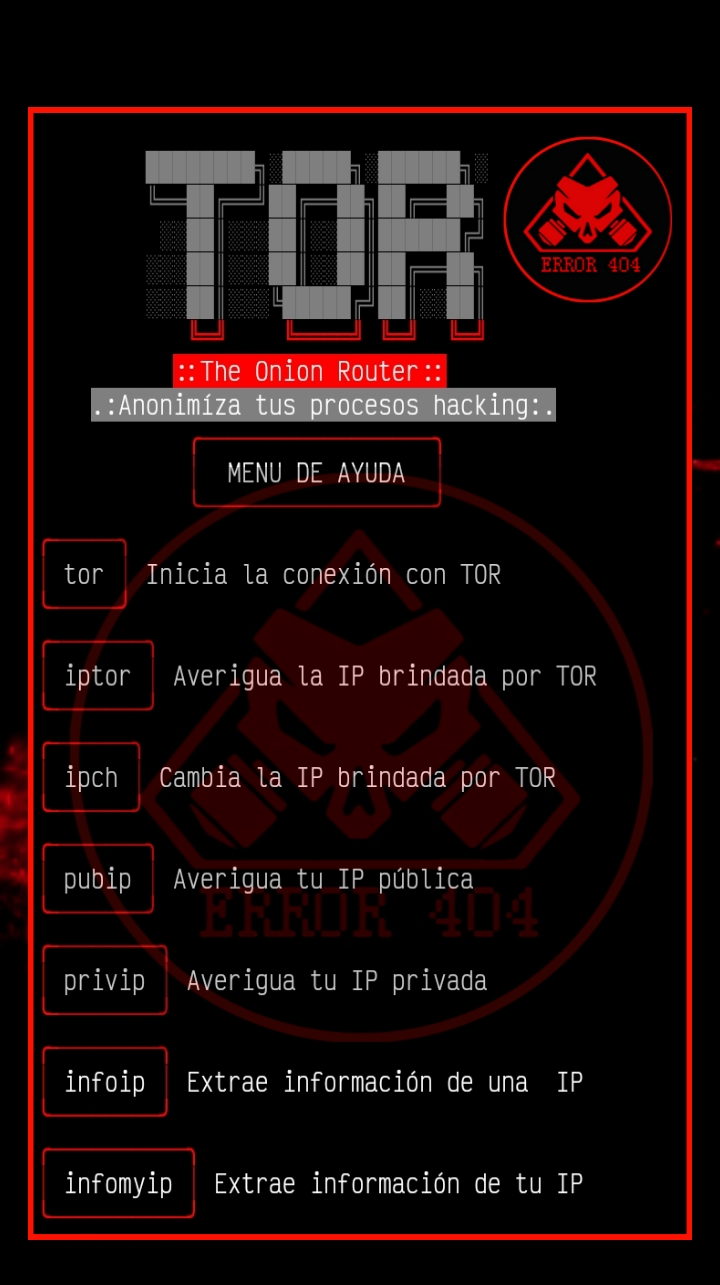 TOR
ERROR 404
::The Onion Router::
.:Anonimíza tus procesos hacking:.
MENU DE AYUDA
tor Inicia la conexión con TOR
iptor Averigua la IP brindada por TOR
ipch Cambia la IP brindada por TOR
pubip Averigua tu IP pública
ERROR 404
privip Averigua tu IP privada
infoip Extrae información de una IP
infomyip Extrae información de tu IP